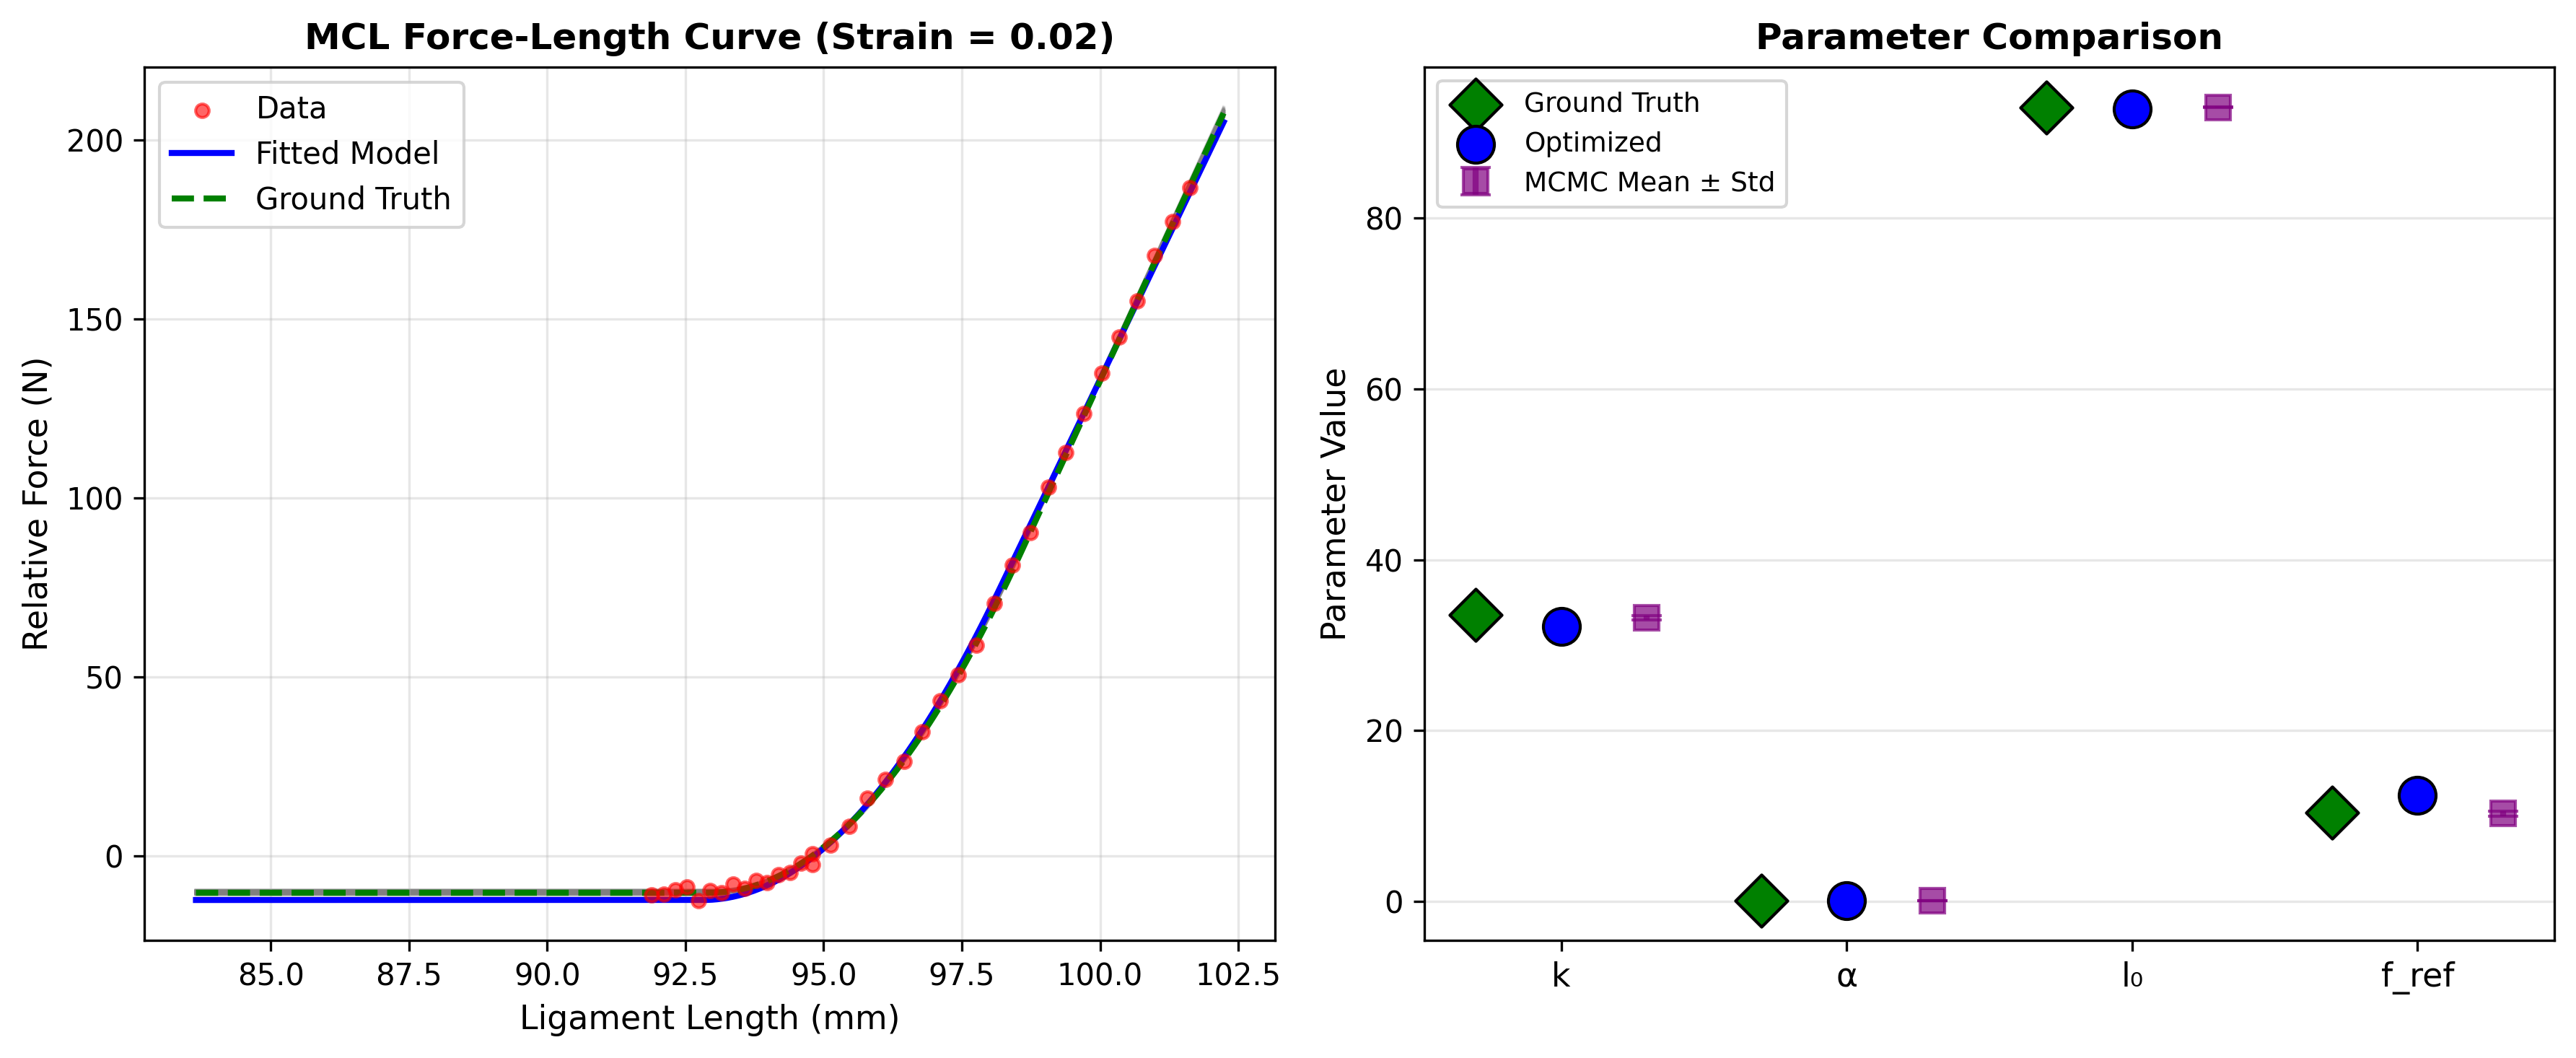 MCL Force-Length Curve (Strain = 0.02)
Data
Fitted Model
Ground Truth
200
150
100
50
0
Relative Force (N)
85.0 87.5 90.0 92.5 95.0 97.5 100.0 102.5
Ligament Length (mm)
Parameter Comparison
Ground Truth
Optimized
MCMC Mean ± Std
80
60
40
20
0
Parameter Value
k α l₀ f_ref